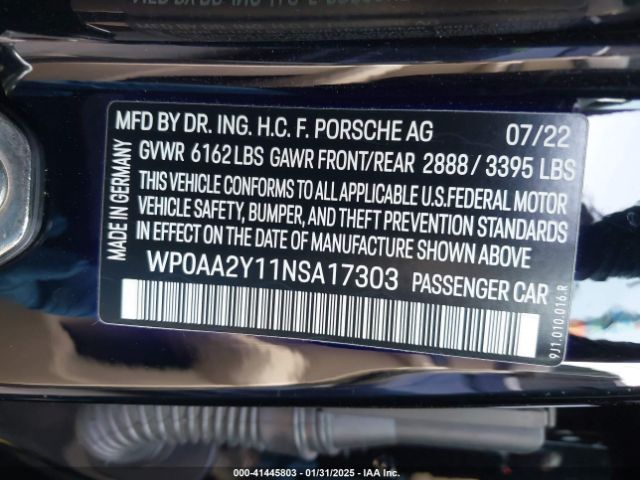 MFD BY DR. ING. H.C. F. PORSCHE AG 07/22
GVWR 6162 LBS GAWR FRONT/REAR 2888 / 3395 LBS
THIS VEHICLE CONFORMS TO ALL APPLICABLE U.S.FEDERAL MOTOR
VEHICLE SAFETY, BUMPER, AND THEFT PREVENTION STANDARDS
IN EFFECT ON THE DATE OF MANUFACTURE SHOWN ABOVE
WP0AA2Y11NSA17303 PASSENGER CAR
MADE IN GERMANY
9J1.010.016.R
000-41445803 - 01/31/2025 - IAA Inc.